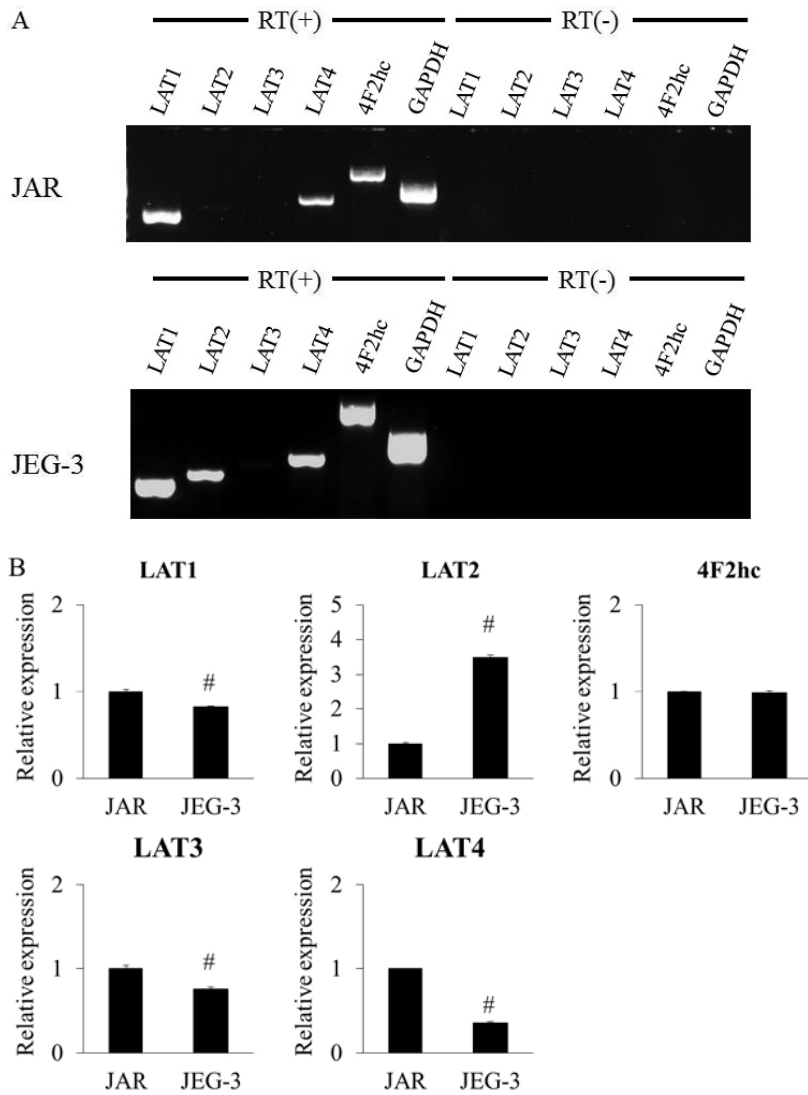 A
RT(+) RT(-)
LAT1 LAT2 LAT3 LAT4 4F2hc GAPDH LAT1 LAT2 LAT3 LAT4 4F2hc GAPDH
JAR
RT(+) RT(-)
LAT1 LAT2 LAT3 LAT4 4F2hc GAPDH LAT1 LAT2 LAT3 LAT4 4F2hc GAPDH
JEG-3
B
LAT1
Relative expression
2
1
0
#
JAR JEG-3
LAT2
Relative expression
5
4
3
2
1
0
#
JAR JEG-3
4F2hc
Relative expression
2
1
0
JAR JEG-3
LAT3
Relative expression
2
1
0
#
JAR JEG-3
LAT4
Relative expression
2
1
0
#
JAR JEG-3